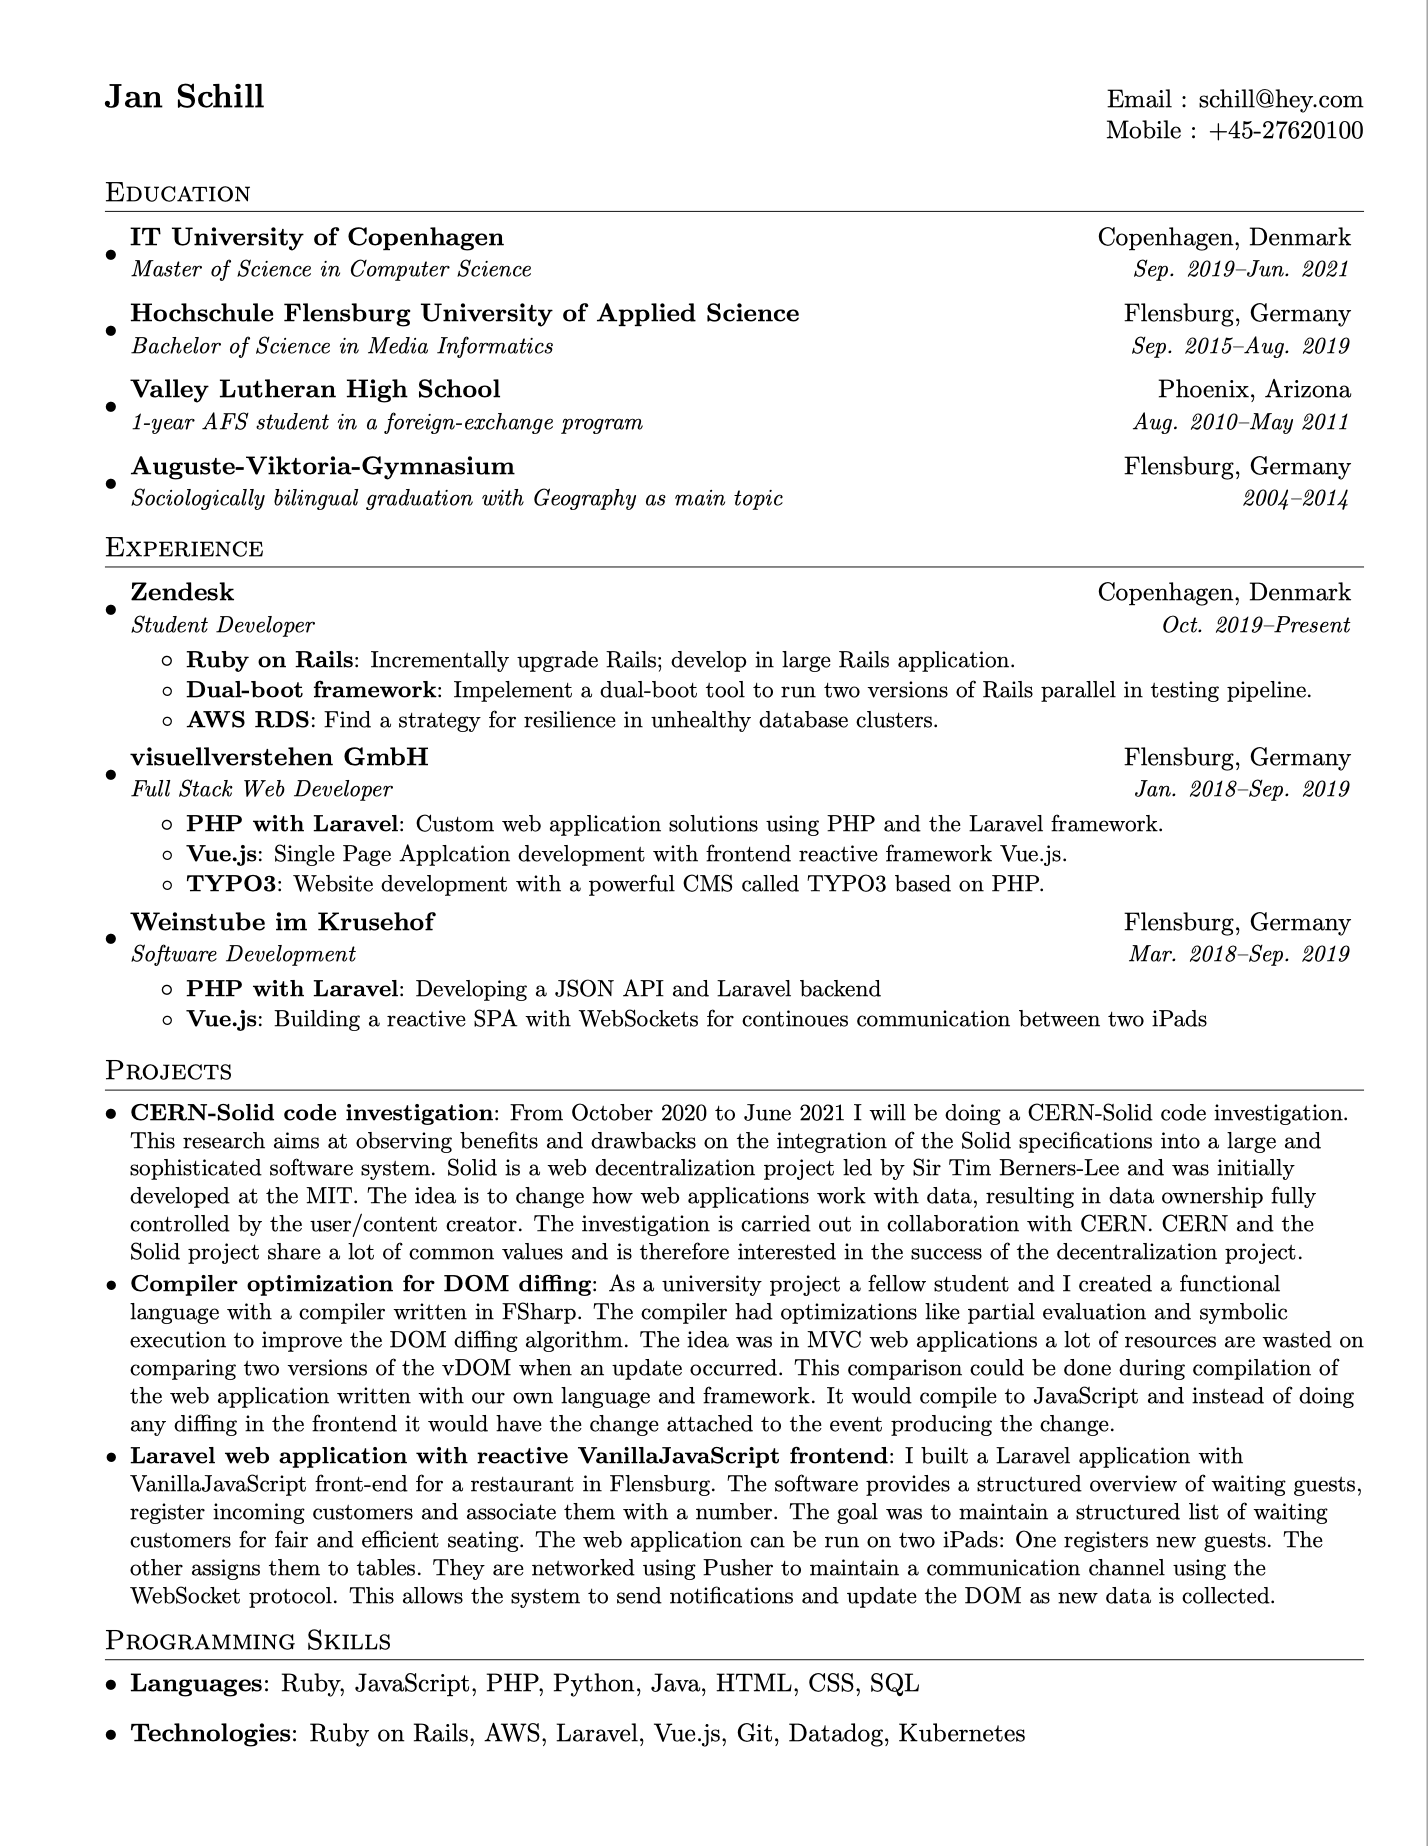 Jan Schill
Email : schill@hey.com
Mobile : +45-27620100
Education
• IT University of Copenhagen Copenhagen, Denmark
Master of Science in Computer Science Sep. 2019–Jun. 2021
• Hochschule Flensburg University of Applied Science Flensburg, Germany
Bachelor of Science in Media Informatics Sep. 2015–Aug. 2019
• Valley Lutheran High School Phoenix, Arizona
1-year AFS student in a foreign-exchange program Aug. 2010–May 2011
• Auguste-Viktoria-Gymnasium Flensburg, Germany
Sociologically bilingual graduation with Geography as main topic 2004–2014
Experience
• Zendesk Copenhagen, Denmark
Student Developer Oct. 2019–Present
◦ Ruby on Rails: Incrementally upgrade Rails; develop in large Rails application.
◦ Dual-boot framework: Impelement a dual-boot tool to run two versions of Rails parallel in testing pipeline.
◦ AWS RDS: Find a strategy for resilience in unhealthy database clusters.
• visuellverstehen GmbH Flensburg, Germany
Full Stack Web Developer Jan. 2018–Sep. 2019
◦ PHP with Laravel: Custom web application solutions using PHP and the Laravel framework.
◦ Vue.js: Single Page Applcation development with frontend reactive framework Vue.js.
◦ TYPO3: Website development with a powerful CMS called TYPO3 based on PHP.
• Weinstube im Krusehof Flensburg, Germany
Software Development Mar. 2018–Sep. 2019
◦ PHP with Laravel: Developing a JSON API and Laravel backend
◦ Vue.js: Building a reactive SPA with WebSockets for continoues communication between two iPads
Projects
• CERN-Solid code investigation: From October 2020 to June 2021 I will be doing a CERN-Solid code investigation.
This research aims at observing benefits and drawbacks on the integration of the Solid specifications into a large and
sophisticated software system. Solid is a web decentralization project led by Sir Tim Berners-Lee and was initially
developed at the MIT. The idea is to change how web applications work with data, resulting in data ownership fully
controlled by the user/content creator. The investigation is carried out in collaboration with CERN. CERN and the
Solid project share a lot of common values and is therefore interested in the success of the decentralization project.
• Compiler optimization for DOM diffing: As a university project a fellow student and I created a functional
language with a compiler written in FSharp. The compiler had optimizations like partial evaluation and symbolic
execution to improve the DOM diffing algorithm. The idea was in MVC web applications a lot of resources are wasted on
comparing two versions of the vDOM when an update occurred. This comparison could be done during compilation of
the web application written with our own language and framework. It would compile to JavaScript and instead of doing
any diffing in the frontend it would have the change attached to the event producing the change.
• Laravel web application with reactive VanillaJavaScript frontend: I built a Laravel application with
VanillaJavaScript front-end for a restaurant in Flensburg. The software provides a structured overview of waiting guests,
register incoming customers and associate them with a number. The goal was to maintain a structured list of waiting
customers for fair and efficient seating. The web application can be run on two iPads: One registers new guests. The
other assigns them to tables. They are networked using Pusher to maintain a communication channel using the
WebSocket protocol. This allows the system to send notifications and update the DOM as new data is collected.
Programming Skills
• Languages: Ruby, JavaScript, PHP, Python, Java, HTML, CSS, SQL
• Technologies: Ruby on Rails, AWS, Laravel, Vue.js, Git, Datadog, Kubernetes